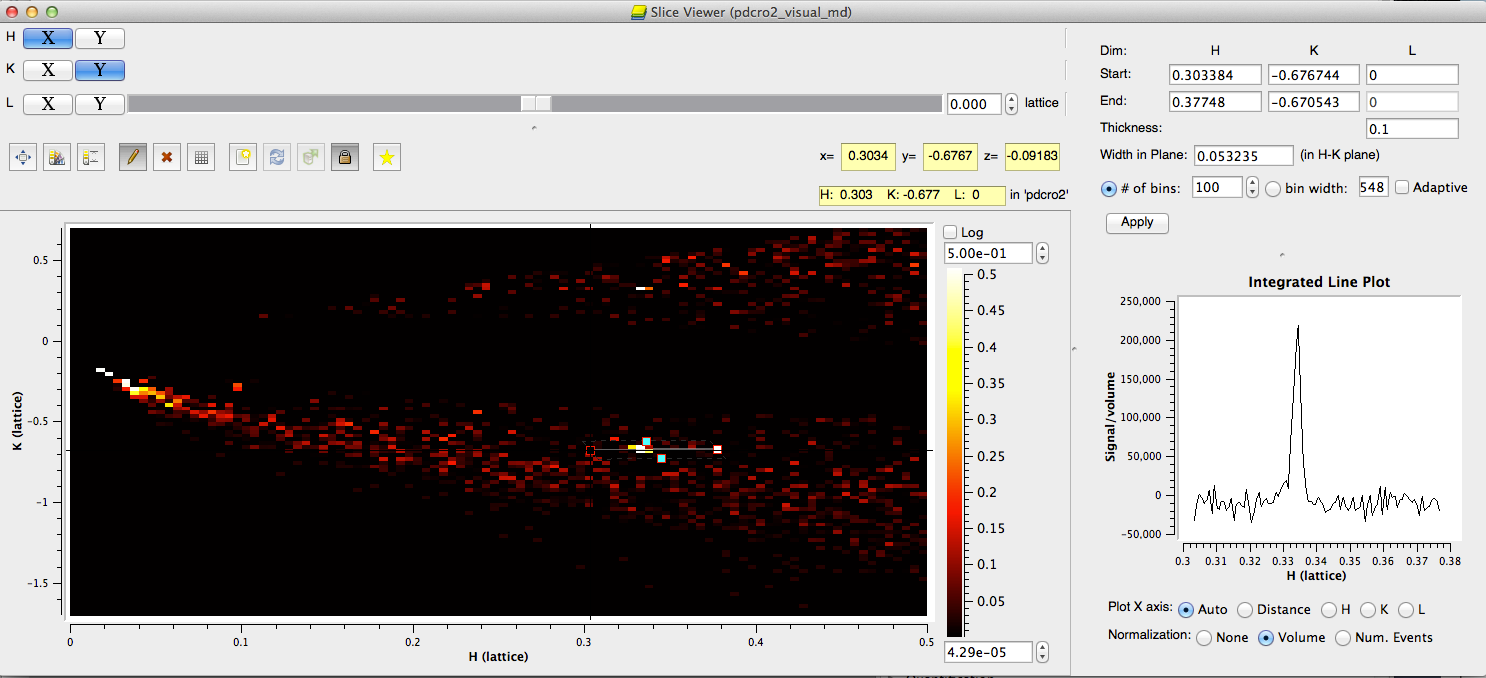 Slice Viewer (pdcro2_visual_md)
H X Y
K X Y
L X Y 0.000 lattice
x= 0.3034 y= -0.6767 z= -0.09183
H: 0.303 K: -0.677 L: 0 in 'pdcro2'
Dim: H K L
Start: 0.303384 -0.676744 0
End: 0.37748 -0.670543 0
Thickness: 0.1
Width in Plane: 0.053235 (in H-K plane)
# of bins: 100 bin width: 548 Adaptive
Apply
Log
5.00e-01
0.5
0.45
0.4
0.35
0.3
0.25
0.2
0.15
0.1
0.05
4.29e-05
K (lattice)
0.5
0
-0.5
-1
-1.5
0 0.1 0.2 0.3 0.4 0.5
H (lattice)
Integrated Line Plot
Signal/volume
250,000
200,000
150,000
100,000
50,000
0
-50,000
0.3 0.31 0.32 0.33 0.34 0.35 0.36 0.37 0.38
H (lattice)
Plot X axis: Auto Distance H K L
Normalization: None Volume Num. Events